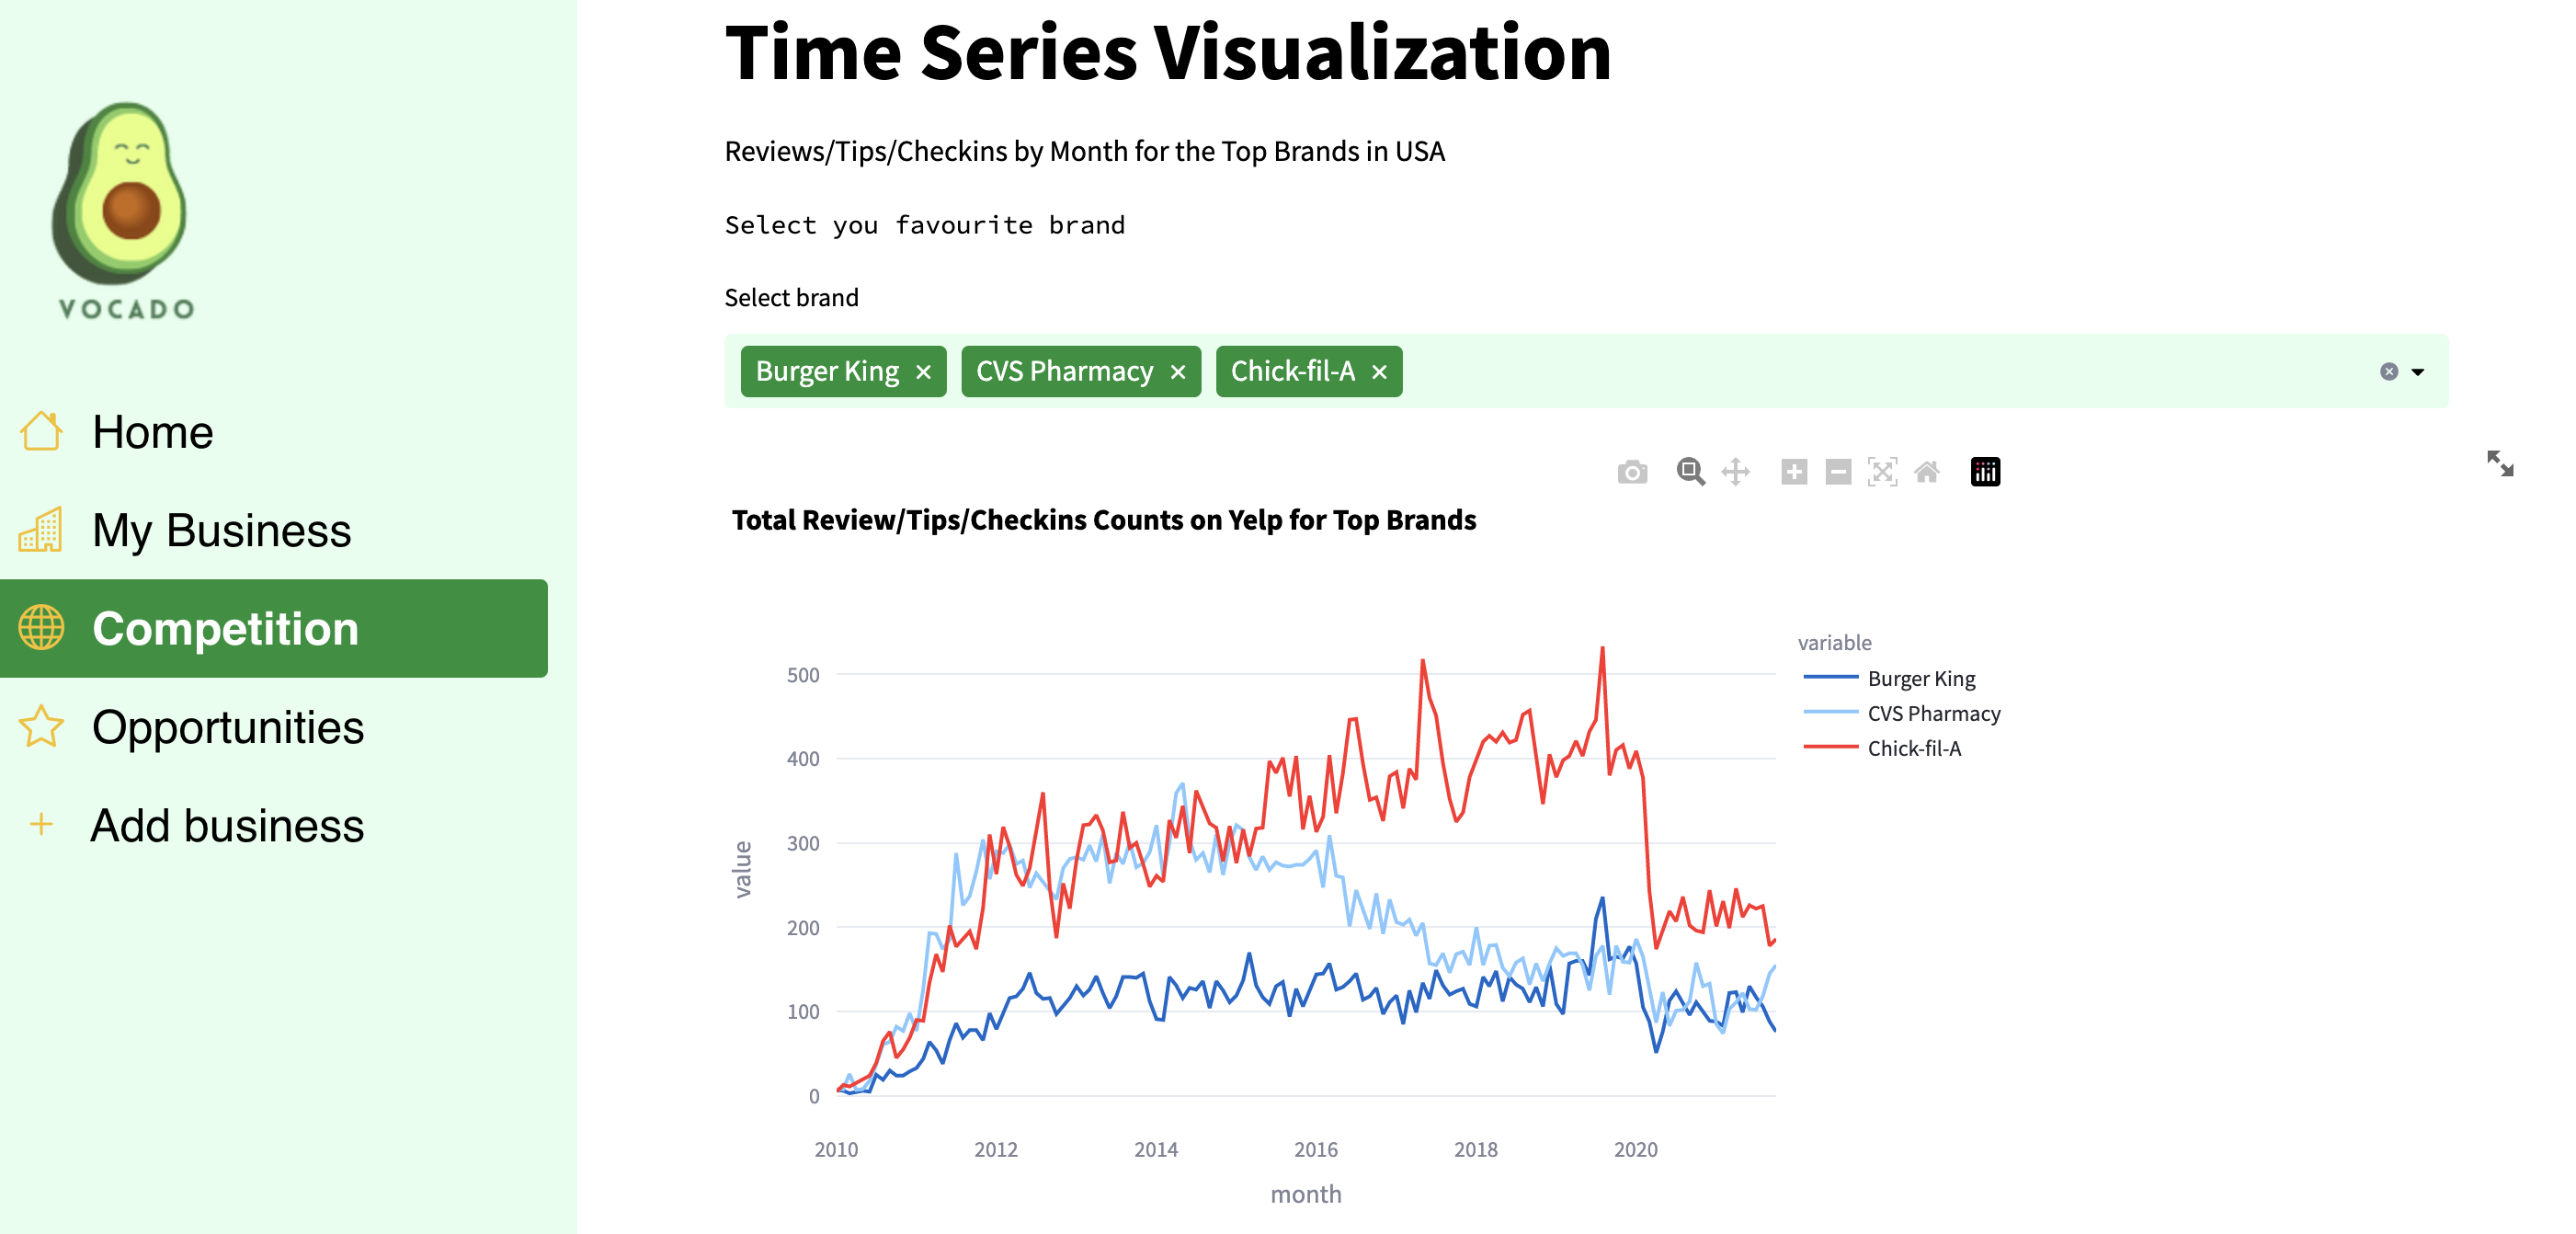 VOCADO
Home
My Business
Competition
Opportunities
Add business
Time Series Visualization
Reviews/Tips/Checkins by Month for the Top Brands in USA
Select you favourite brand
Select brand
Burger King
CVS Pharmacy
Chick-fil-A
Total Review/Tips/Checkins Counts on Yelp for Top Brands
variable
Burger King
CVS Pharmacy
Chick-fil-A
500
400
300
200
100
0
value
2010 2012 2014 2016 2018 2020
month